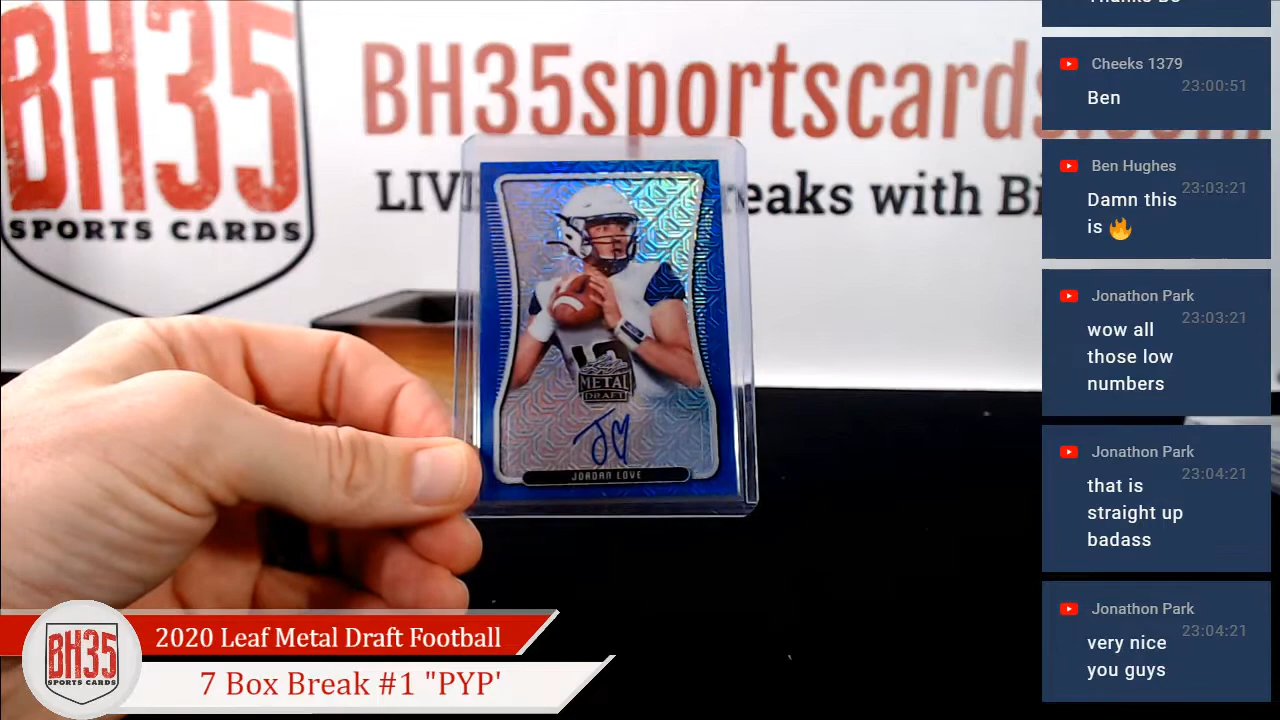 BH35
SPORTS CARDS
BH35sportscards.com
LIV
eaks with Bi
METAL
DRAFT
JORDAN LOVE
2020 Leaf Metal Draft Football
7 Box Break #1 "PYP'
BH35
SPORTS CARDS
Cheeks 1379
23:00:51
Ben
Ben Hughes
23:03:21
Damn this
is 🔥
Jonathon Park
23:03:21
wow all
those low
numbers
Jonathon Park
23:04:21
that is
straight up
badass
Jonathon Park
23:04:21
very nice
you guys